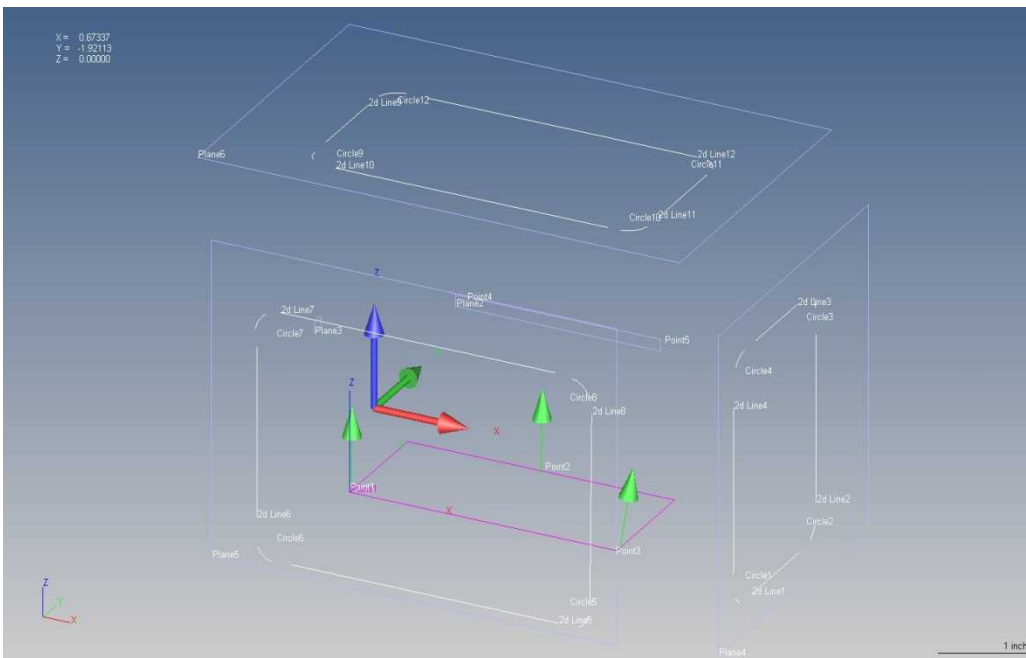 X = 0.67337
Y = -1.92113
Z = 0.00000
2d Line9
Circle12
Plane6
Circle9
2d Line10
2d Line12
Circle11
Circle10
2d Line11
Z
Point4
Plane2
2d Line7
Circle7
Plane3
Point5
2d Line3
Circle3
Circle4
Z
Circle8
2d Line8
2d Line4
X
Point1
Point2
X
2d Line6
2d Line2
Circle2
Circle6
Plane5
Point3
Circle1
2d Line1
Z
Y
X
Circle5
2d Line5
Plane4
1 inch